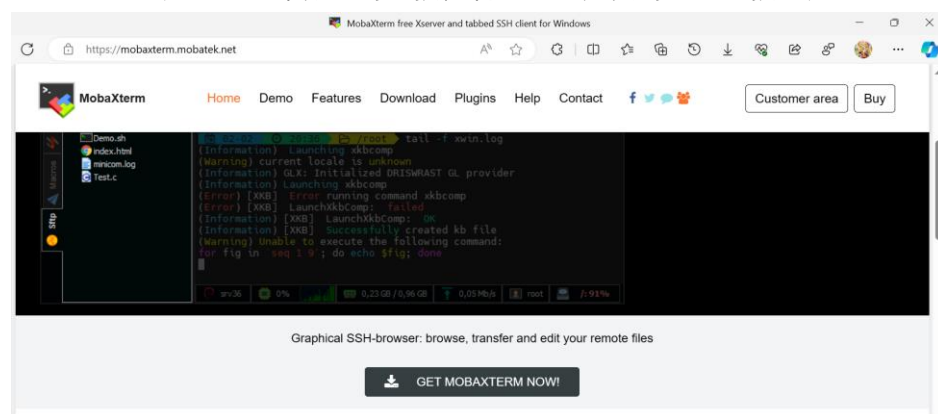 MobaXterm free Xserver and tabbed SSH client for Windows
https://mobaxterm.mobatek.net
MobaXterm Home Demo Features Download Plugins Help Contact Customer area Buy
Macros
Sftp
Demo.sh
index.html
minicom.log
Test.c
/root tail -f xwin.log
(Information) Launching xkbcomp
(Warning) current locale is unknown
(Information) GLX: Initialized DRISWRAST GL provider
(Information) Launching xkbcomp
(Error) [XKB] Error running command xkbcomp
(Error) [XKB] LaunchXkbComp: failed
(Information) [XKB] LaunchXkbComp: OK
(Information) [XKB] Successfully created kb file
(Warning) Unable to execute the following command:
for fig in `seq 1 9`; do echo $fig; done
srv36 0% 0,23 GB / 0,96 GB 0,05 Mb/s root /: 91%
Graphical SSH-browser: browse, transfer and edit your remote files
GET MOBAXTERM NOW!